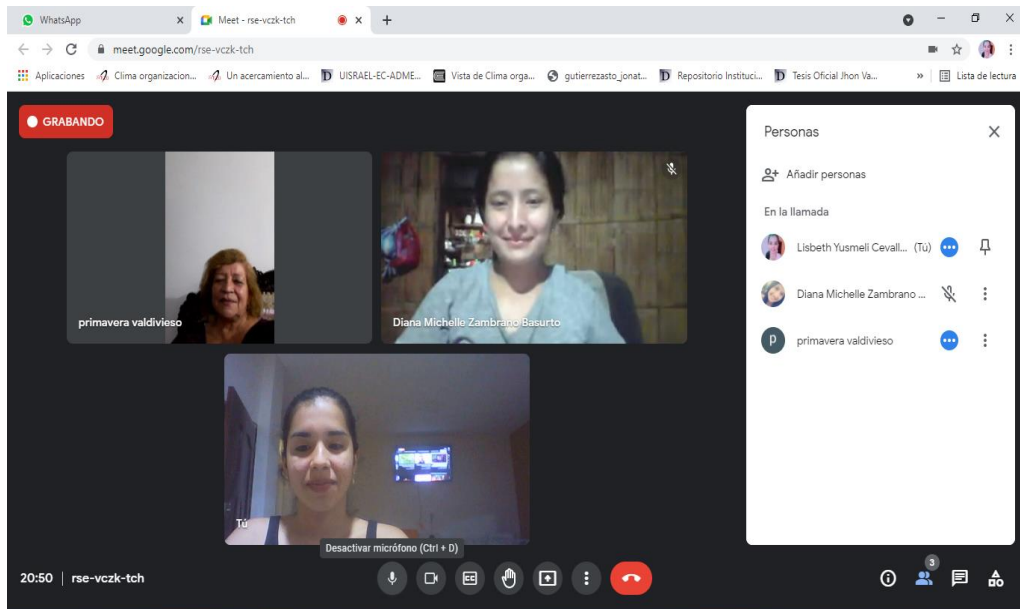 WhatsApp
Meet - rse-vczk-tch
meet.google.com/rse-vczk-tch
Aplicaciones
Clima organizacion...
Un acercamiento al...
UISRAEL-EC-ADME...
Vista de Clima orga...
gutierrezasto_jonat...
Repositorio Instituci...
Tesis Oficial Jhon Va...
»
Lista de lectura
GRABANDO
primavera valdivieso
Diana Michelle Zambrano Basurto
Tú
Personas
Añadir personas
En la llamada
Lisbeth Yusmeli Cevall... (Tú)
Diana Michelle Zambrano ...
p
primavera valdivieso
Desactivar micrófono (Ctrl + D)
20:50 | rse-vczk-tch
CC
3